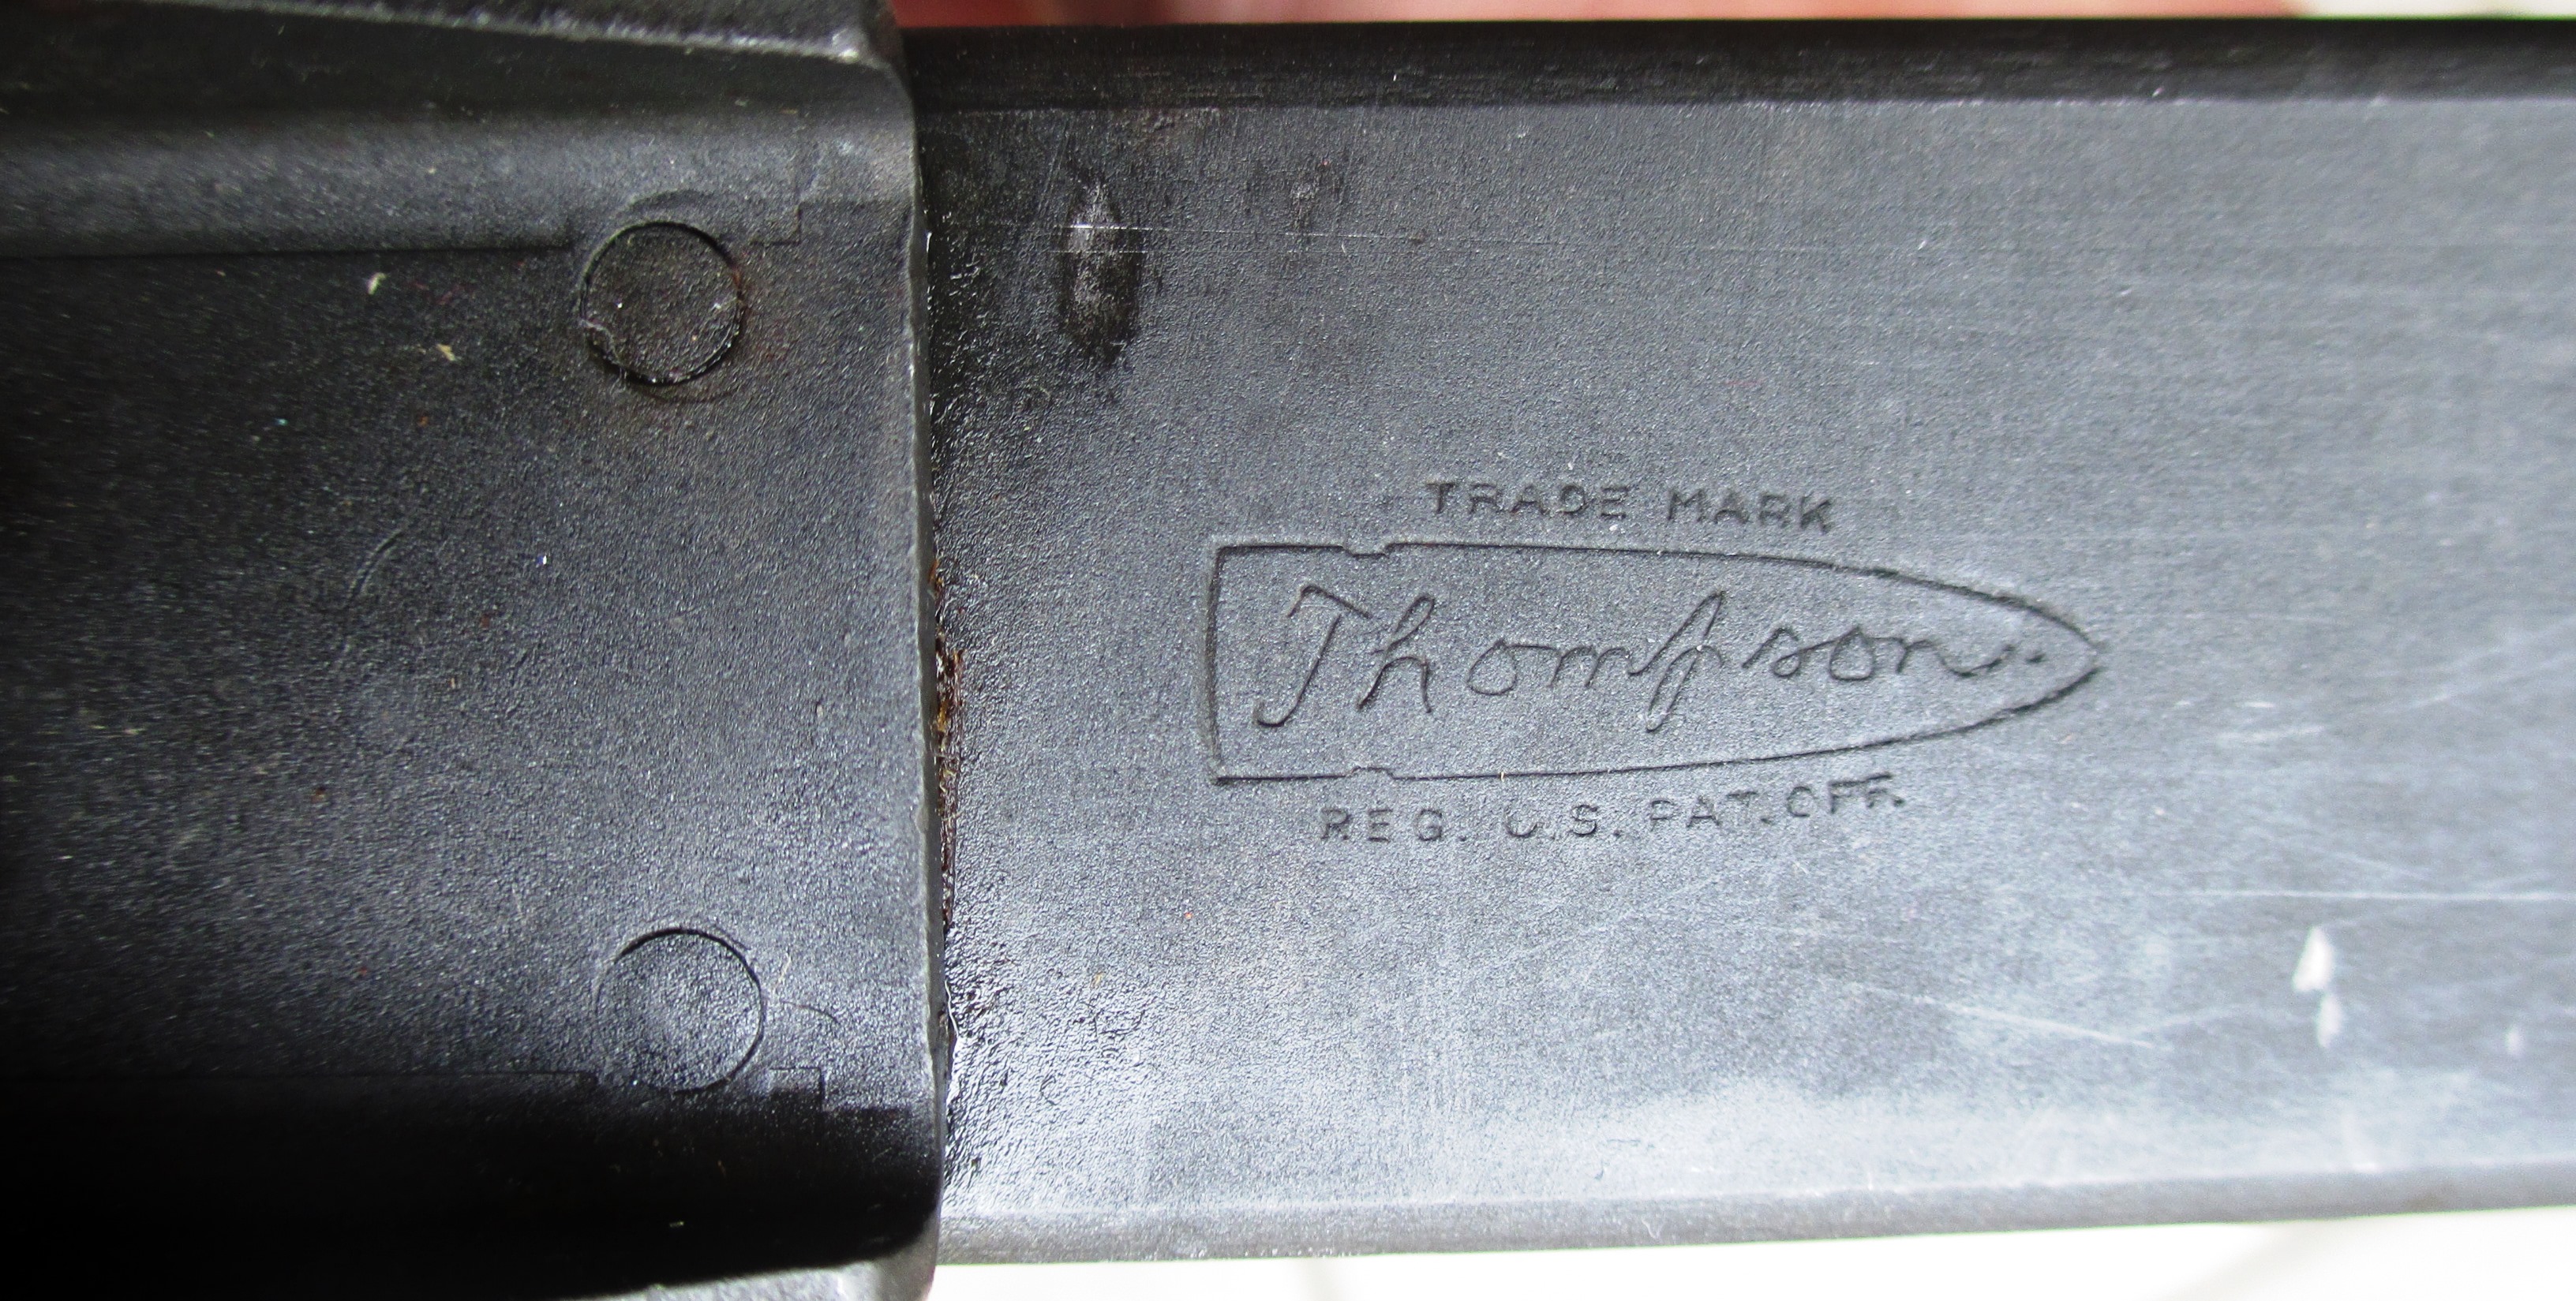 TRADE MARK
Thompson.
REG. U.S. PAT. OFF.